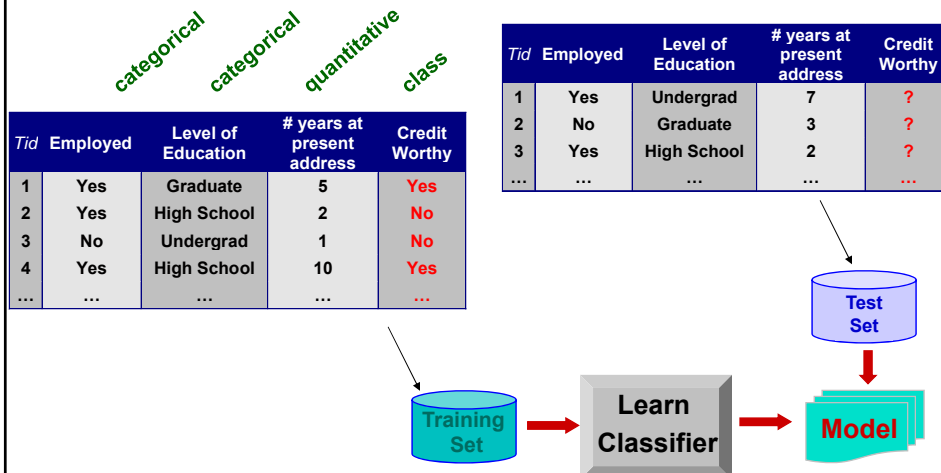 categorical
categorical
quantitative
class
Tid Employed Level of Education # years at present address Credit Worthy
1 Yes Graduate 5 Yes
2 Yes High School 2 No
3 No Undergrad 1 No
4 Yes High School 10 Yes
... ... ... ... ...
Tid Employed Level of Education # years at present address Credit Worthy
1 Yes Undergrad 7 ?
2 No Graduate 3 ?
3 Yes High School 2 ?
... ... ... ... ...
Test
Set
Training
Set
Learn
Classifier
Model